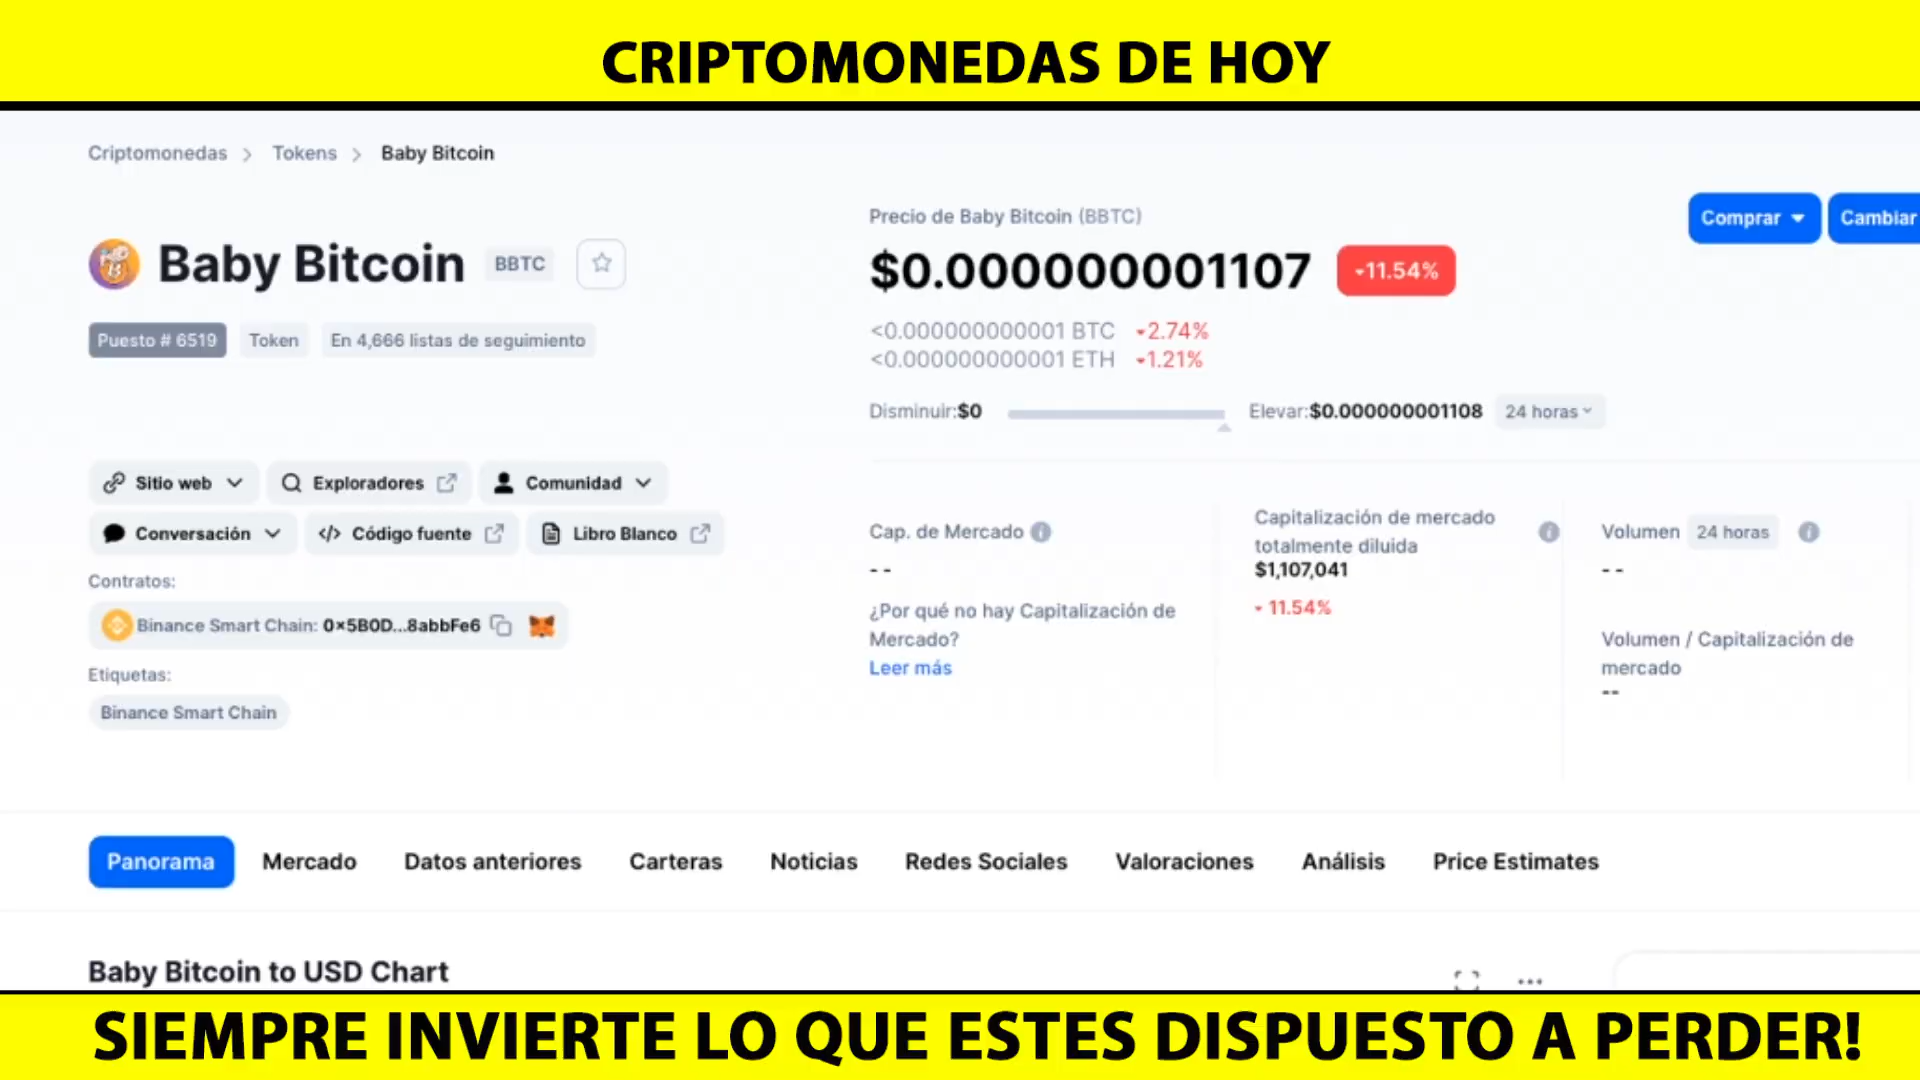 CRIPTOMONEDAS DE HOY
Criptomonedas > Tokens > Baby Bitcoin
Precio de Baby Bitcoin (BBTC)
Comprar Cambiar
Baby Bitcoin BBTC
$0.000000001107 11.54%
Puesto # 6519 Token En 4,666 listas de seguimiento
<0.000000000001 BTC 2.74%
<0.000000000001 ETH 1.21%
Disminuir:$0 Elevar:$0.000000001108 24 horas
Sitio web Exploradores Comunidad
Conversación </> Código fuente Libro Blanco
Contratos:
Binance Smart Chain: 0x5B0D...8abbFe6
Etiquetas:
Binance Smart Chain
Cap. de Mercado
- -
¿Por qué no hay Capitalización de
Mercado?
Leer más
Capitalización de mercado
totalmente diluida
$1,107,041
11.54%
Volumen 24 horas
- -
Volumen / Capitalización de
mercado
--
Panorama Mercado Datos anteriores Carteras Noticias Redes Sociales Valoraciones Análisis Price Estimates
Baby Bitcoin to USD Chart
SIEMPRE INVIERTE LO QUE ESTES DISPUESTO A PERDER!